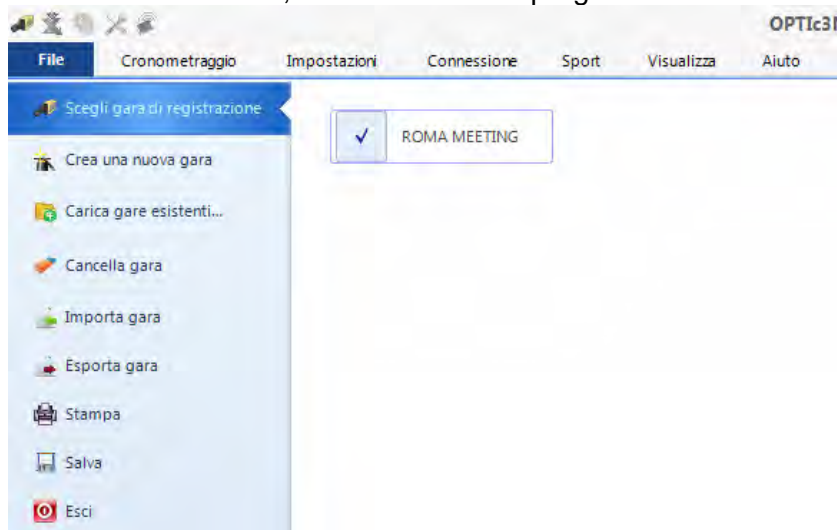 OPTIc3
File Cronometraggio Impostazioni Connessione Sport Visualizza Aiuto
Scegli gara di registrazione
ROMA MEETING
Crea una nuova gara
Carica gare esistenti...
Cancella gara
Importa gara
Esporta gara
Stampa
Salva
Esci